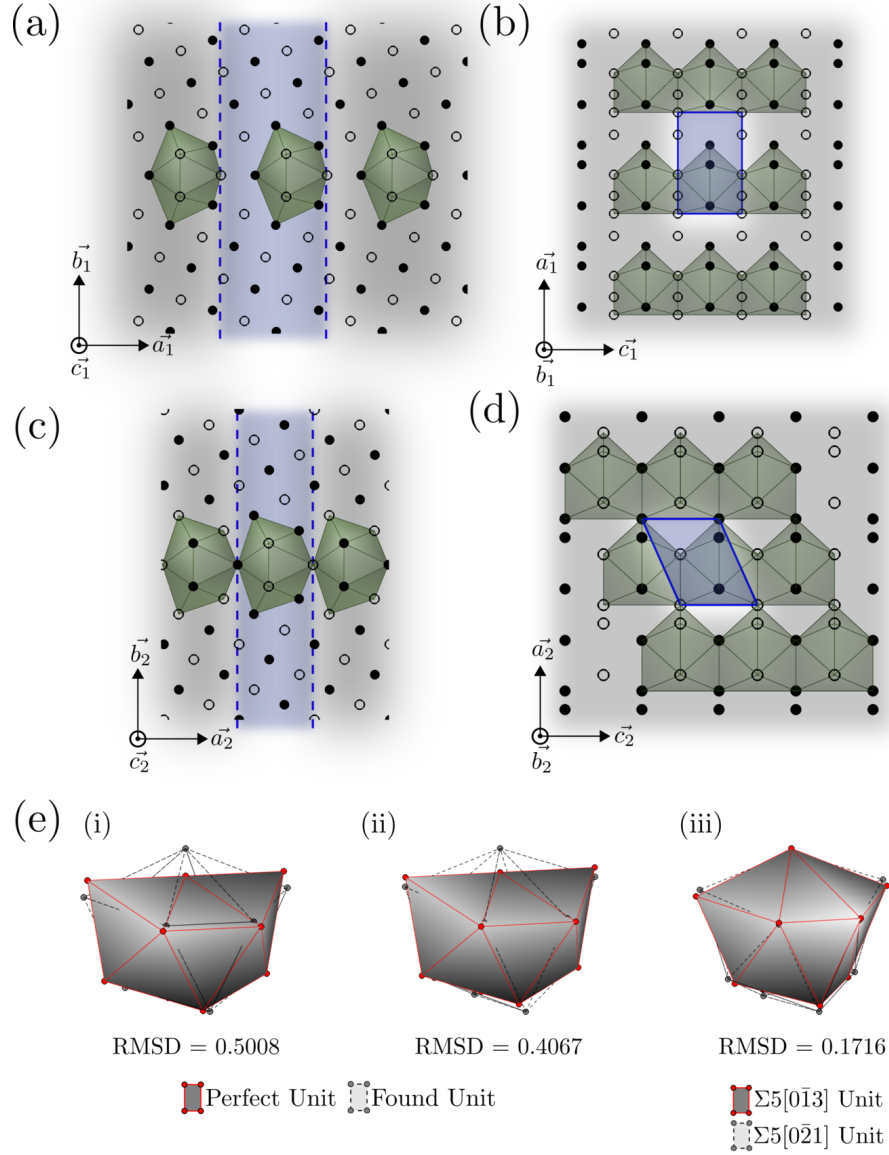 (a)
(b)
b⃗₁
a⃗₁
c⃗₁
a⃗₁
c⃗₁
b⃗₁
(c)
(d)
b⃗₂
a⃗₂
c⃗₂
a⃗₂
c⃗₂
b⃗₂
(e)
(i)
(ii)
(iii)
RMSD = 0.5008
RMSD = 0.4067
RMSD = 0.1716
Perfect Unit
Found Unit
Σ5[01̄3] Unit
Σ5[02̄1] Unit